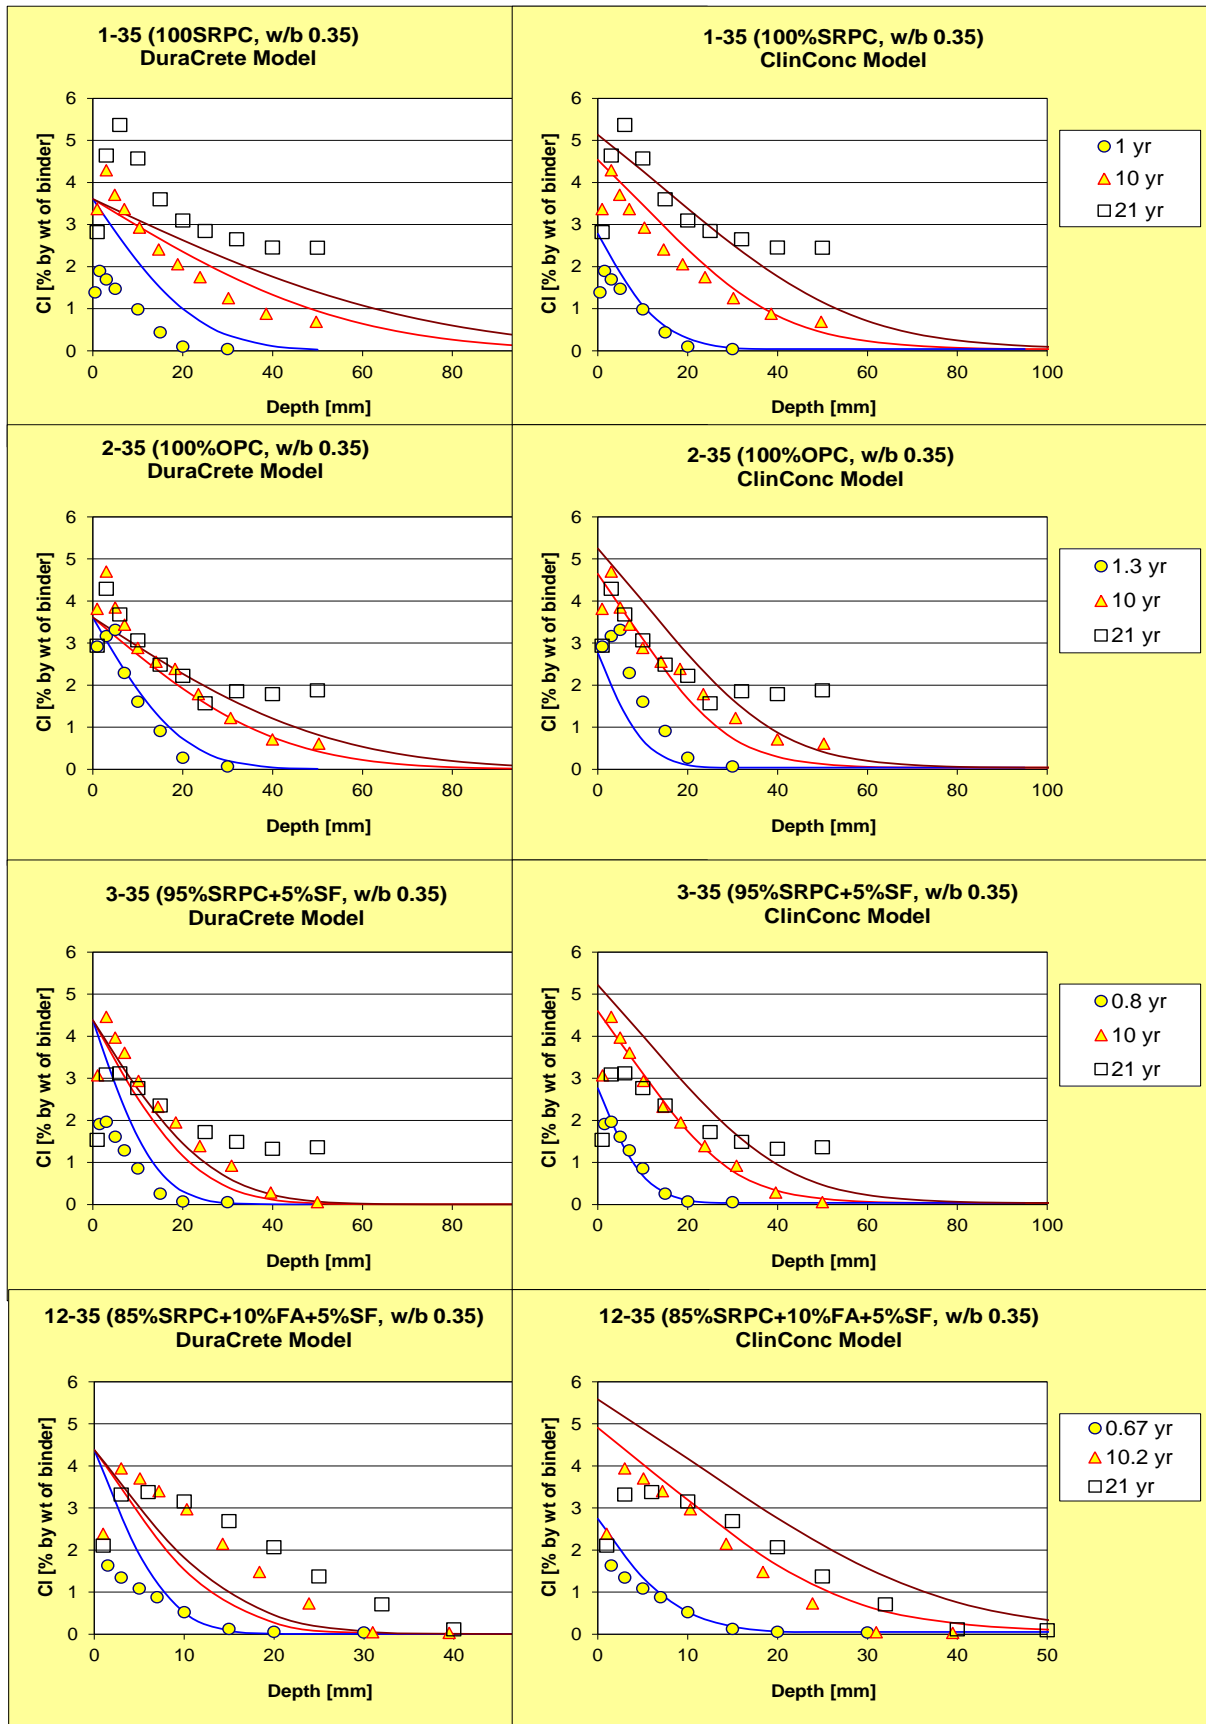 1-35 (100SRPC, w/b 0.35)
DuraCrete Model
Cl [% by wt of binder]
6
5
4
3
2
1
0
0 20 40 60 80
Depth [mm]
1-35 (100%SRPC, w/b 0.35)
ClinConc Model
Cl [% by wt of binder]
6
5
4
3
2
1
0
0 20 40 60 80 100
Depth [mm]
1 yr
10 yr
21 yr
2-35 (100%OPC, w/b 0.35)
DuraCrete Model
Cl [% by wt of binder]
6
5
4
3
2
1
0
0 20 40 60 80
Depth [mm]
2-35 (100%OPC, w/b 0.35)
ClinConc Model
Cl [% by wt of binder]
6
5
4
3
2
1
0
0 20 40 60 80 100
Depth [mm]
1.3 yr
10 yr
21 yr
3-35 (95%SRPC+5%SF, w/b 0.35)
DuraCrete Model
Cl [% by wt of binder]
6
5
4
3
2
1
0
0 20 40 60 80
Depth [mm]
3-35 (95%SRPC+5%SF, w/b 0.35)
ClinConc Model
Cl [% by wt of binder]
6
5
4
3
2
1
0
0 20 40 60 80 100
Depth [mm]
0.8 yr
10 yr
21 yr
12-35 (85%SRPC+10%FA+5%SF, w/b 0.35)
DuraCrete Model
Cl [% by wt of binder]
6
5
4
3
2
1
0
0 10 20 30 40
Depth [mm]
12-35 (85%SRPC+10%FA+5%SF, w/b 0.35)
ClinConc Model
Cl [% by wt of binder]
6
5
4
3
2
1
0
0 10 20 30 40 50
Depth [mm]
0.67 yr
10.2 yr
21 yr